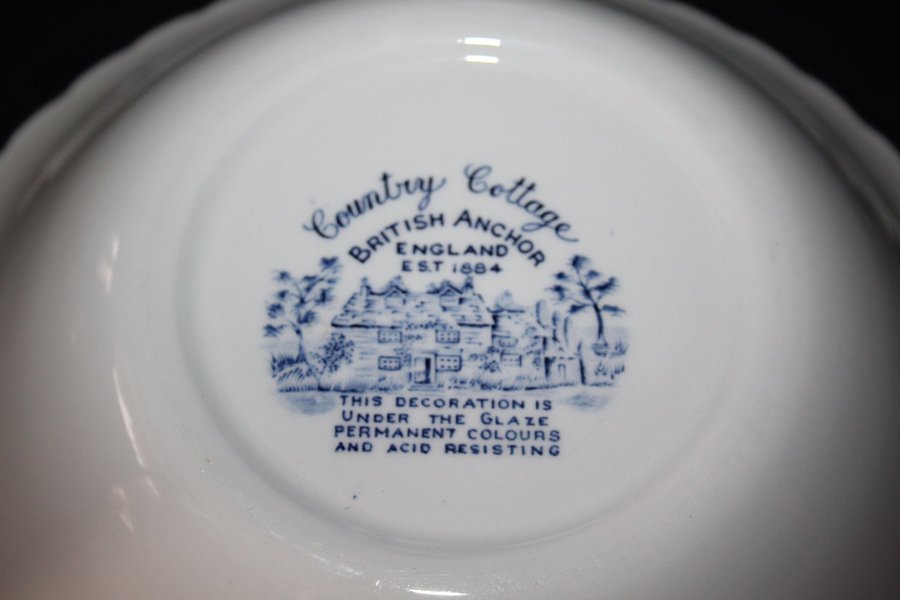 Country Cottage
BRITISH ANCHOR
ENGLAND
EST 1884
THIS DECORATION IS
UNDER THE GLAZE
PERMANENT COLOURS
AND ACID RESISTING